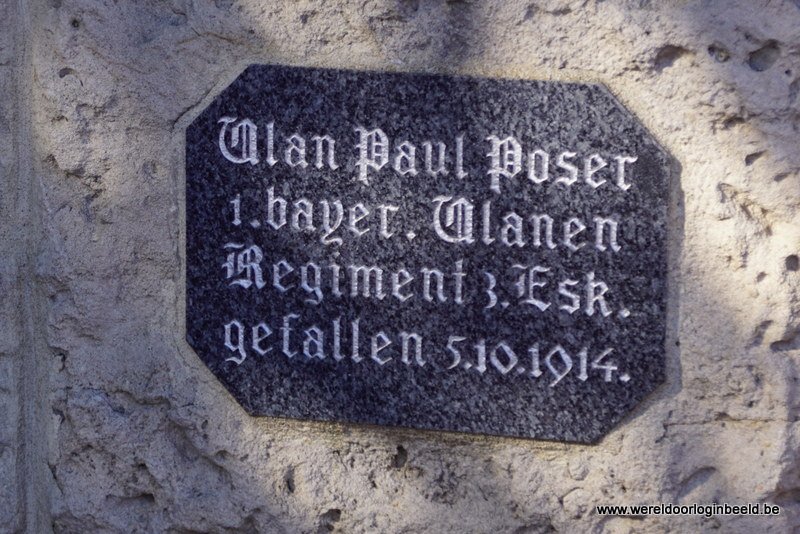 Ulan Paul Poser
1. bayer. Ulanen
Regiment 3. Esk.
gefallen 5.10.1914.
www.wereldoorloginbeeld.be